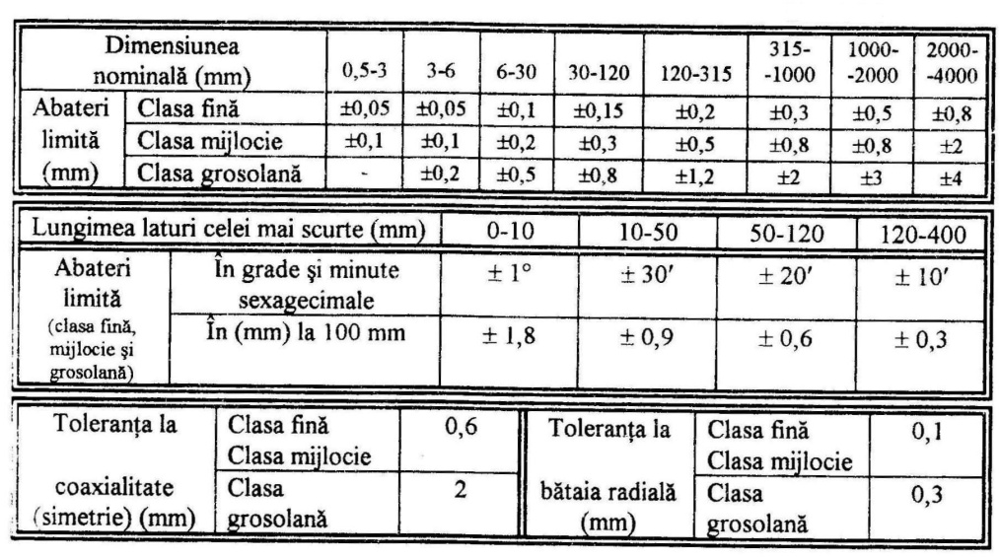 Dimensiunea nominală (mm) 0,5-3 3-6 6-30 30-120 120-315 315--1000 1000--2000 2000--4000
Abateri limită (mm) Clasa fină ±0,05 ±0,05 ±0,1 ±0,15 ±0,2 ±0,3 ±0,5 ±0,8
Clasa mijlocie ±0,1 ±0,1 ±0,2 ±0,3 ±0,5 ±0,8 ±0,8 ±2
Clasa grosolană - ±0,2 ±0,5 ±0,8 ±1,2 ±2 ±3 ±4
Lungimea laturi celei mai scurte (mm) 0-10 10-50 50-120 120-400
Abateri limită (clasa fină, mijlocie şi grosolană) În grade şi minute sexagecimale ± 1° ± 30′ ± 20′ ± 10′
În (mm) la 100 mm ± 1,8 ± 0,9 ± 0,6 ± 0,3
Toleranţa la coaxialitate (simetrie) (mm) Clasa fină Clasa mijlocie 0,6
Clasa grosolană 2
Toleranţa la bătaia radială (mm) Clasa fină Clasa mijlocie 0,1
Clasa grosolană 0,3